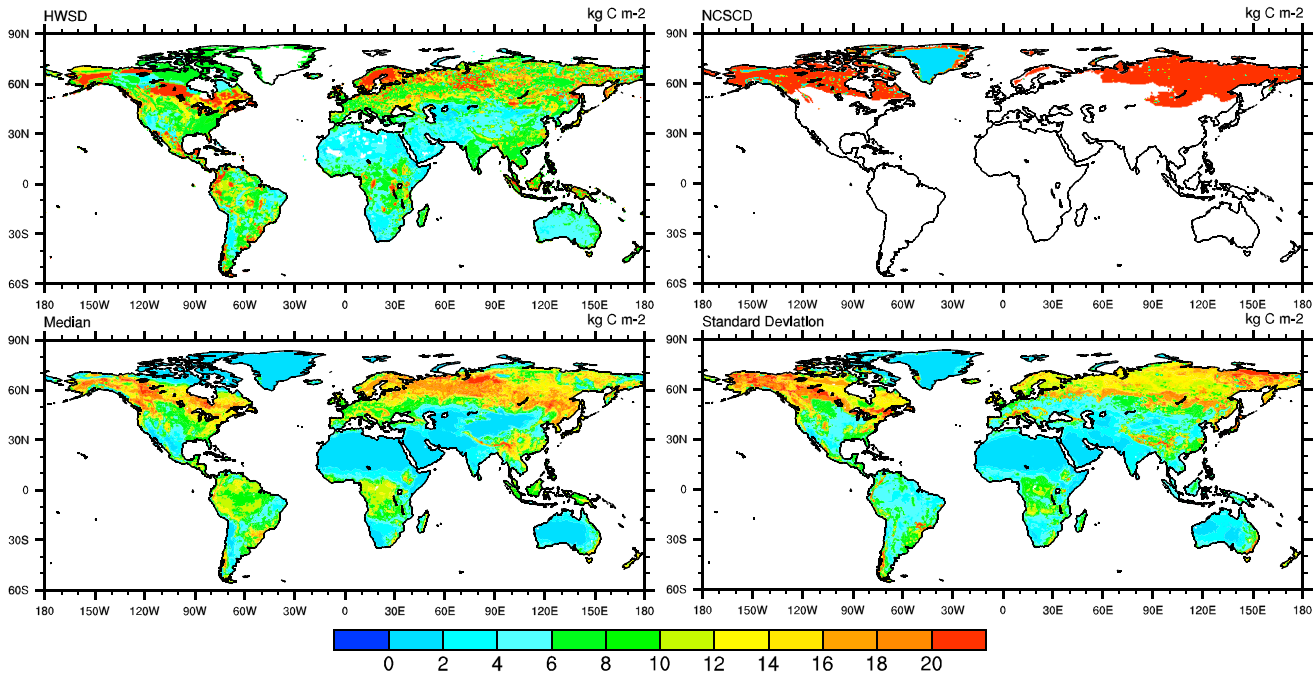 HWSD kg C m-2
NCSCD kg C m-2
90N
60N
30N
0
30S
60S
180 150W 120W 90W 60W 30W 0 30E 60E 90E 120E 150E 180
90N
60N
30N
0
30S
60S
180 150W 120W 90W 60W 30W 0 30E 60E 90E 120E 150E 180
Median kg C m-2
Standard Deviation kg C m-2
90N
60N
30N
0
30S
60S
180 150W 120W 90W 60W 30W 0 30E 60E 90E 120E 150E 180
90N
60N
30N
0
30S
60S
180 150W 120W 90W 60W 30W 0 30E 60E 90E 120E 150E 180
0 2 4 6 8 10 12 14 16 18 20